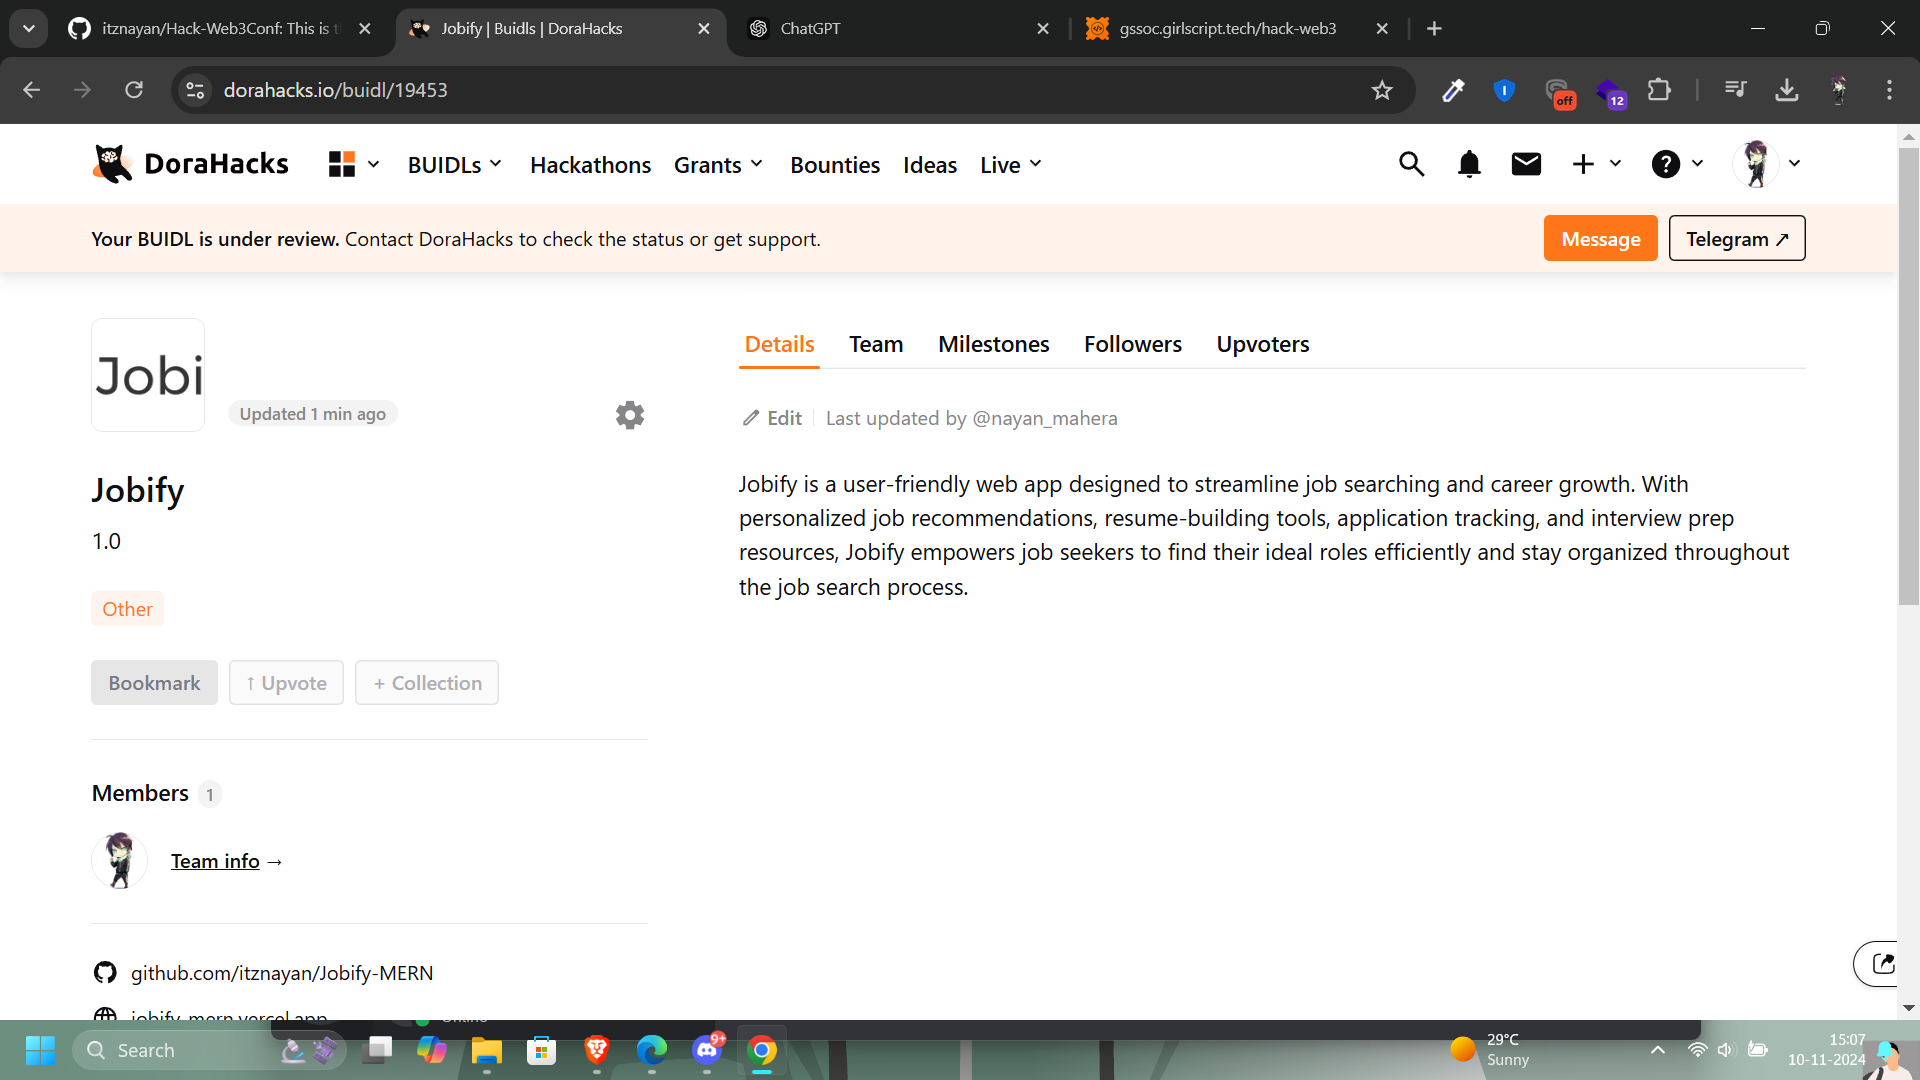 itznayan/Hack-Web3Conf: This is t
Jobify | Buidls | DoraHacks
ChatGPT
gssoc.girlscript.tech/hack-web3
dorahacks.io/buidl/19453
off
12
DoraHacks
BUIDLs
Hackathons
Grants
Bounties
Ideas
Live
Your BUIDL is under review. Contact DoraHacks to check the status or get support.
Message
Telegram ↗
Jobi
Updated 1 min ago
Jobify
1.0
Other
Bookmark
↑ Upvote
+ Collection
Members 1
Team info →
github.com/itznayan/Jobify-MERN
jobify-mern.vercel.app
Details
Team
Milestones
Followers
Upvoters
Edit
Last updated by @nayan_mahera
Jobify is a user-friendly web app designed to streamline job searching and career growth. With
personalized job recommendations, resume-building tools, application tracking, and interview prep
resources, Jobify empowers job seekers to find their ideal roles efficiently and stay organized throughout
the job search process.
Online
Search
9+
29°C
Sunny
15:07
10-11-2024